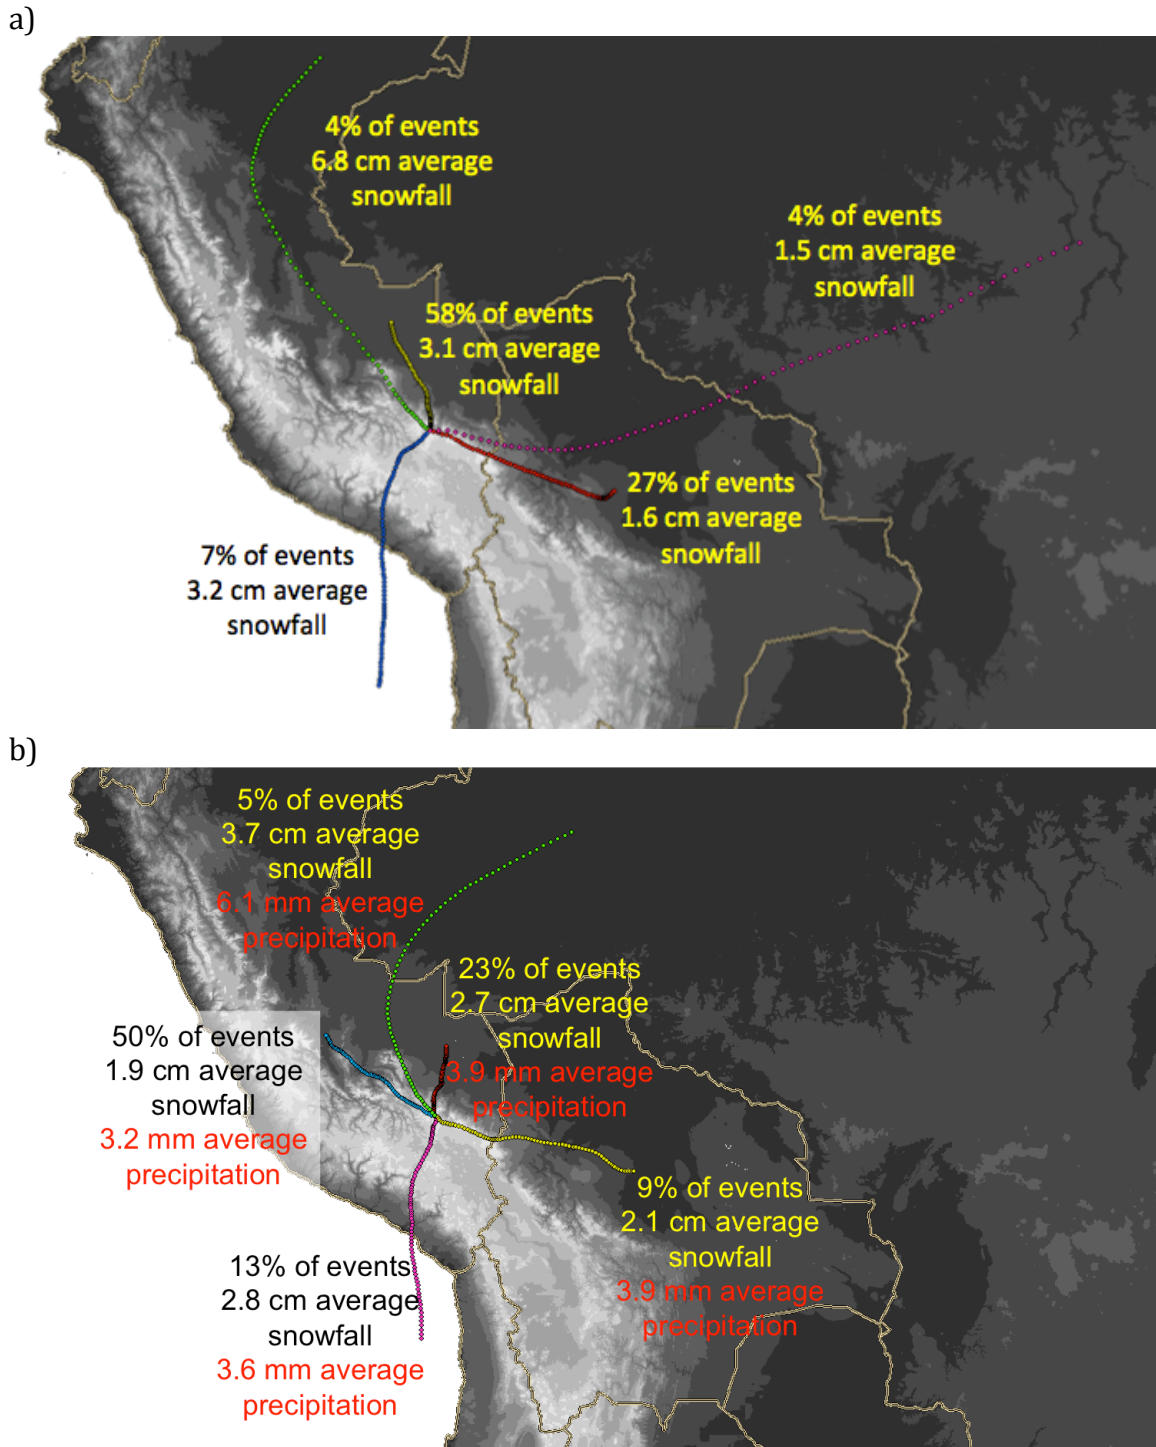 a)
4% of events
6.8 cm average
snowfall
4% of events
1.5 cm average
snowfall
58% of events
3.1 cm average
snowfall
27% of events
1.6 cm average
snowfall
7% of events
3.2 cm average
snowfall
b)
5% of events
3.7 cm average
snowfall
6.1 mm average
precipitation
23% of events
2.7 cm average
snowfall
3.9 mm average
precipitation
50% of events
1.9 cm average
snowfall
3.2 mm average
precipitation
9% of events
2.1 cm average
snowfall
3.9 mm average
precipitation
13% of events
2.8 cm average
snowfall
3.6 mm average
precipitation